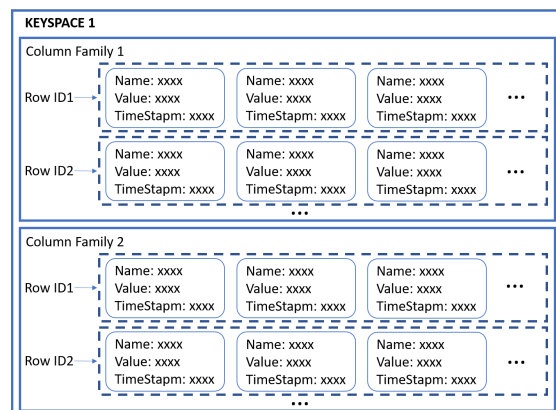 KEYSPACE 1
Column Family 1
Name: xxxx Name: xxxx Name: xxxx
Row ID1 Value: xxxx Value: xxxx Value: xxxx ...
TimeStapm: xxxx TimeStapm: xxxx TimeStapm: xxxx
Name: xxxx Name: xxxx Name: xxxx
Row ID2 Value: xxxx Value: xxxx Value: xxxx ...
TimeStapm: xxxx TimeStapm: xxxx TimeStapm: xxxx
...
Column Family 2
Name: xxxx Name: xxxx Name: xxxx
Row ID1 Value: xxxx Value: xxxx Value: xxxx ...
TimeStapm: xxxx TimeStapm: xxxx TimeStapm: xxxx
Name: xxxx Name: xxxx Name: xxxx
Row ID2 Value: xxxx Value: xxxx Value: xxxx ...
TimeStapm: xxxx TimeStapm: xxxx TimeStapm: xxxx
...